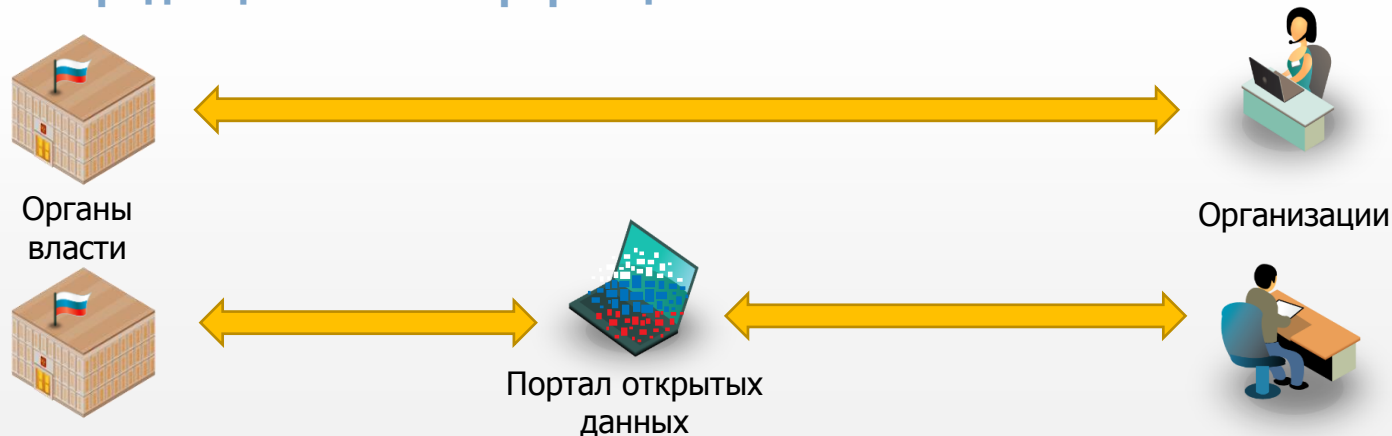 Органы
власти
Организации
Портал открытых
данных